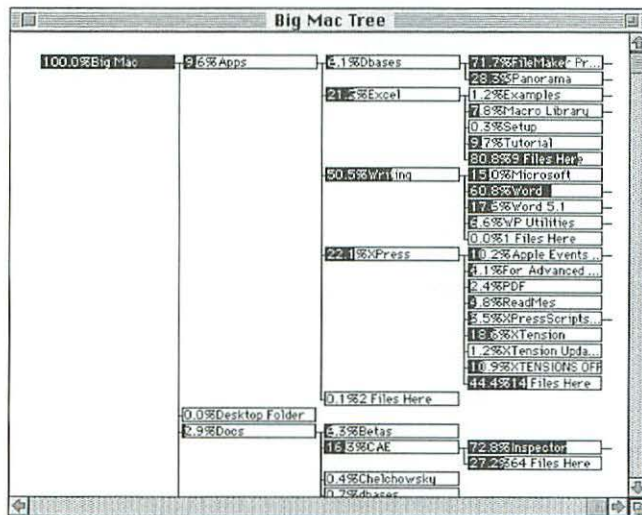 Big Mac Tree
100.0%Big Mac 9.6%Apps 6.1%Dbases 71.7%FileMaker Pr...
28.3%Panorama
21.2%Excel 1.2%Examples
7.8%Macro Library
0.3%Setup
9.7%Tutorial
80.8%9 Files Here
50.5%Writing 15.0%Microsoft
60.8%Word
17.5%Word 5.1
6.6%WP Utilities
0.0%1 Files Here
22.1%XPress 10.2%Apple Events ...
4.1%For Advanced ...
2.4%PDF
4.8%ReadMes
3.5%XPressScripts...
18.6%XTension
1.2%XTension Upda...
10.9%XTENSIONS OFF
44.4%14 Files Here
0.1%2 Files Here
0.0%Desktop Folder
2.9%Docs Betas
16.3%CAE 72.8%Inspector
27.2%64 Files Here
0.4%Chelchowsky
0.7%dbases